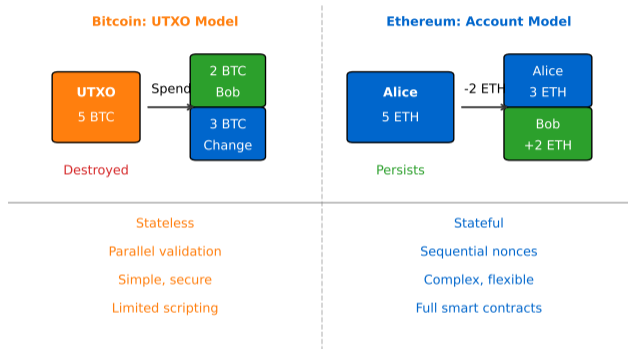 Bitcoin: UTXO Model
UTXO
5 BTC
Spend
2 BTC
Bob
3 BTC
Change
Destroyed
Stateless
Parallel validation
Simple, secure
Limited scripting
Ethereum: Account Model
Alice
5 ETH
-2 ETH
Alice
3 ETH
Bob
+2 ETH
Persists
Stateful
Sequential nonces
Complex, flexible
Full smart contracts